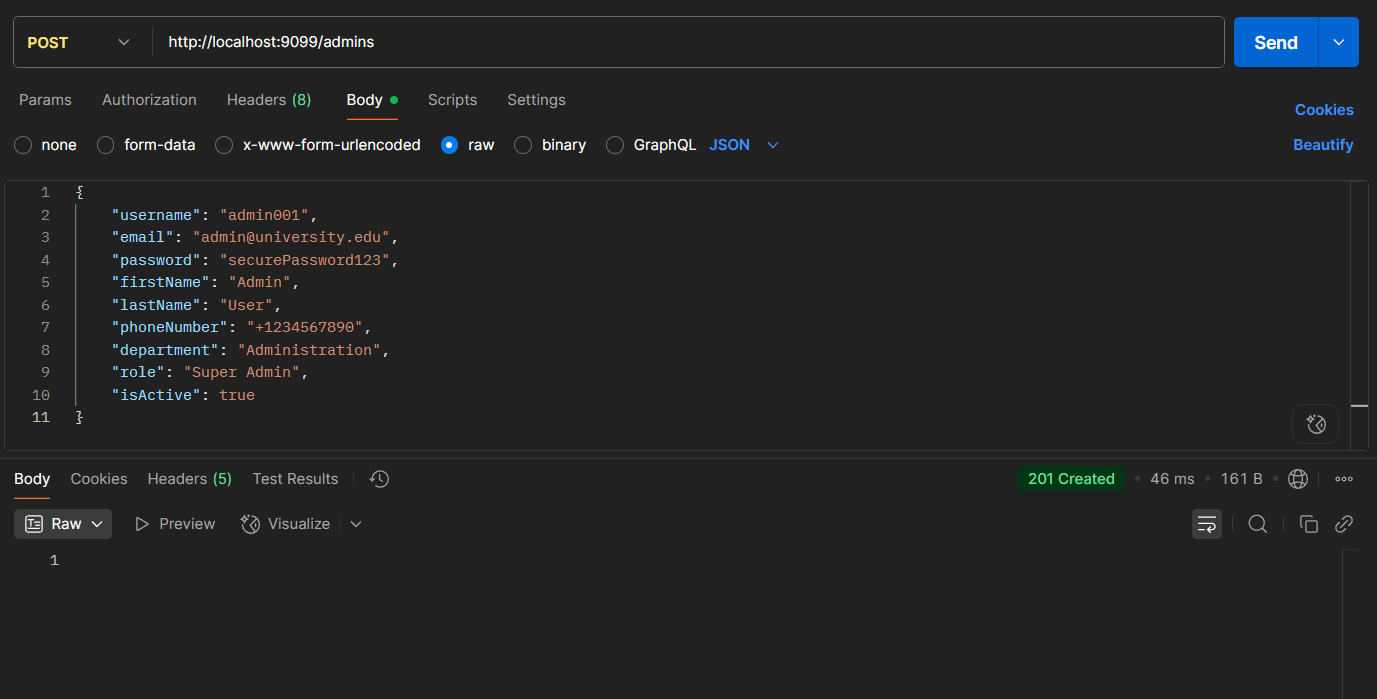 POST http://localhost:9099/admins Send
Params Authorization Headers (8) Body Scripts Settings Cookies
none form-data x-www-form-urlencoded raw binary GraphQL JSON Beautify
1 {
2 "username": "admin001",
3 "email": "admin@university.edu",
4 "password": "securePassword123",
5 "firstName": "Admin",
6 "lastName": "User",
7 "phoneNumber": "+1234567890",
8 "department": "Administration",
9 "role": "Super Admin",
10 "isActive": true
11 }
Body Cookies Headers (5) Test Results 201 Created • 46 ms • 161 B •
Raw Preview Visualize
1